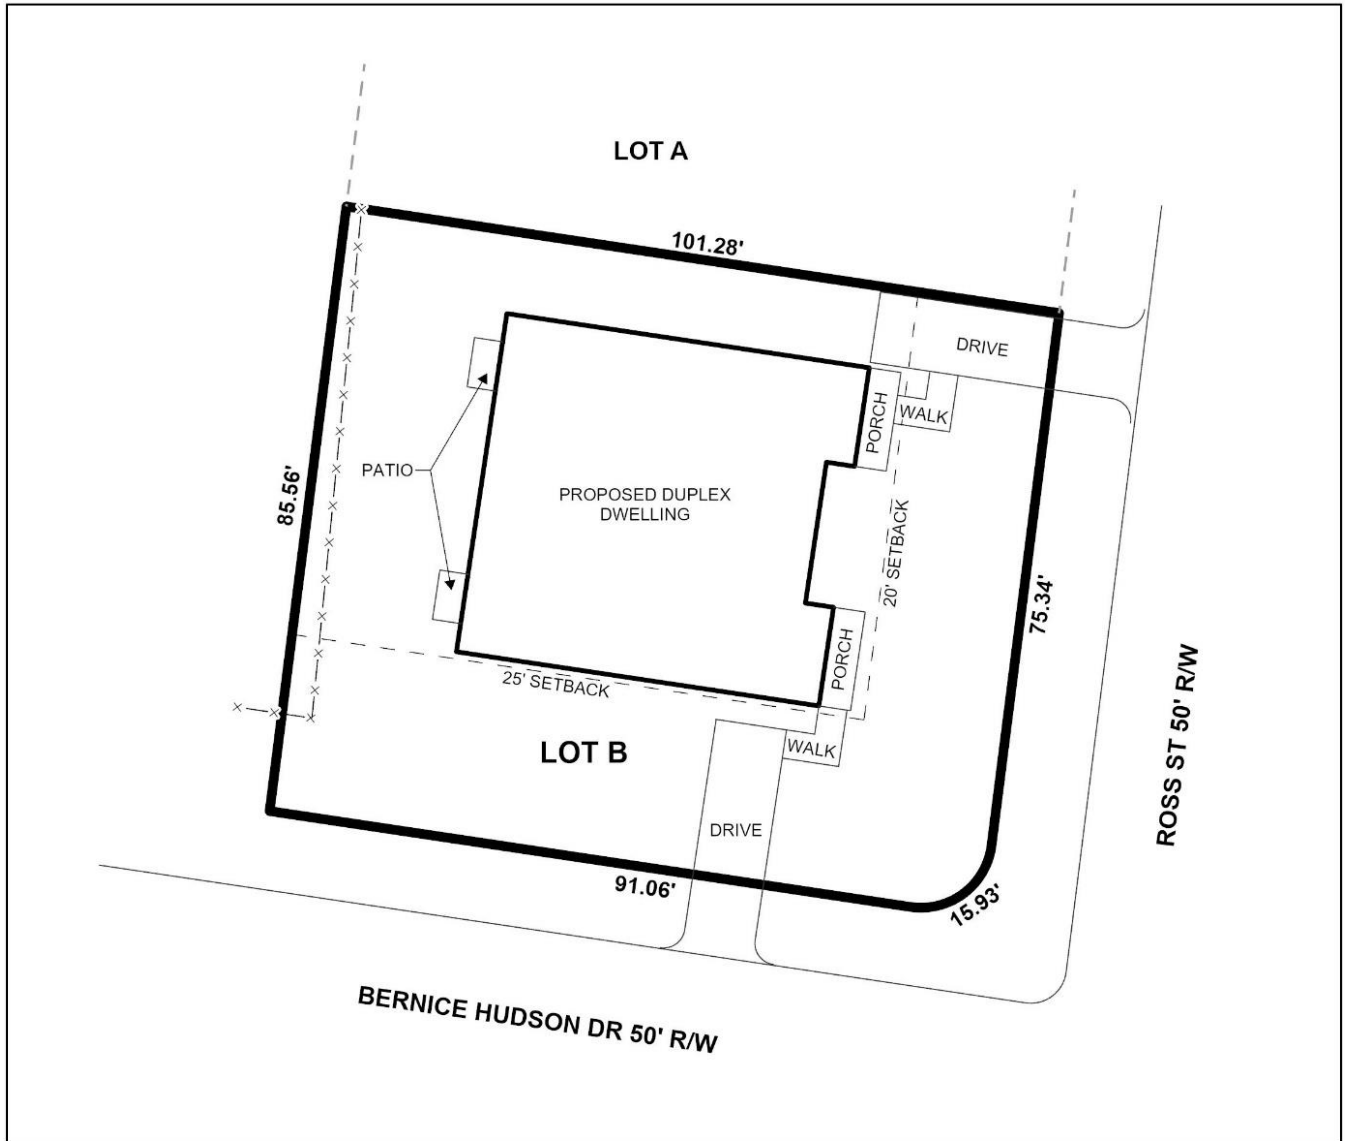 LOT A
101.28'
DRIVE
PORCH
WALK
PATIO
85.56'
PROPOSED DUPLEX
DWELLING
20' SETBACK
75.34'
PORCH
25' SETBACK
LOT B
WALK
ROSS ST 50' R/W
DRIVE
91.06'
15.93'
BERNICE HUDSON DR 50' R/W